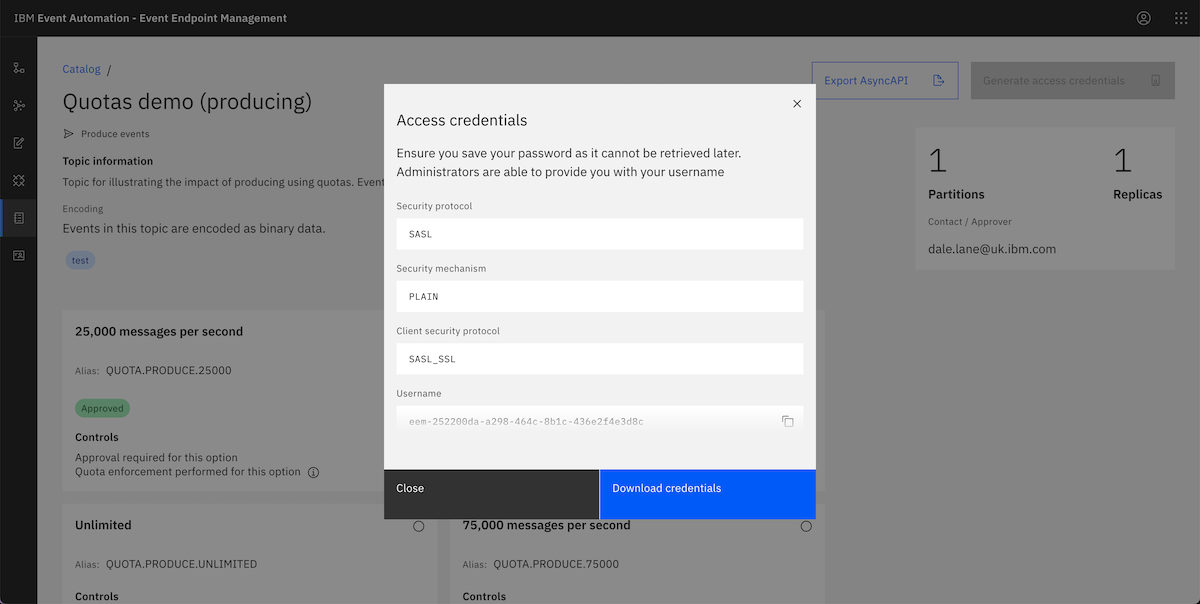 IBM Event Automation - Event Endpoint Management
Catalog /
Quotas demo (producing)
Produce events
Topic information
Topic for illustrating the impact of producing using quotas. Event
Encoding
Events in this topic are encoded as binary data.
test
Export AsyncAPI
Generate access credentials
1
Partitions
1
Replicas
Contact / Approver
dale.lane@uk.ibm.com
25,000 messages per second
Alias: QUOTA.PRODUCE.25000
Approved
Controls
Approval required for this option
Quota enforcement performed for this option
Unlimited
Alias: QUOTA.PRODUCE.UNLIMITED
Controls
75,000 messages per second
Alias: QUOTA.PRODUCE.75000
Controls
Access credentials
Ensure you save your password as it cannot be retrieved later.
Administrators are able to provide you with your username
Security protocol
SASL
Security mechanism
PLAIN
Client security protocol
SASL_SSL
Username
eem-252200da-a298-464c-8b1c-436e2f4e3d8c
Close
Download credentials